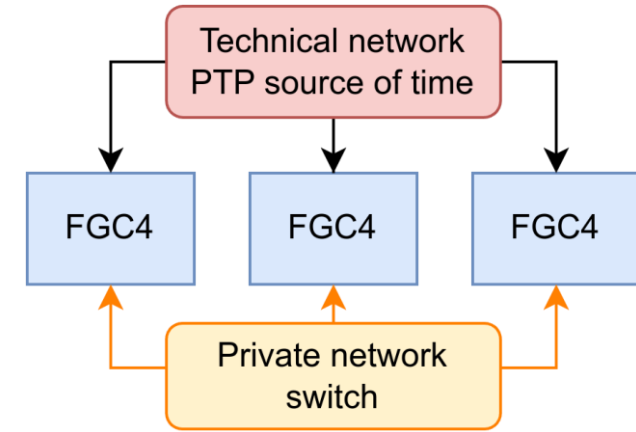 Technical network
PTP source of time
FGC4
FGC4
FGC4
Private network
switch